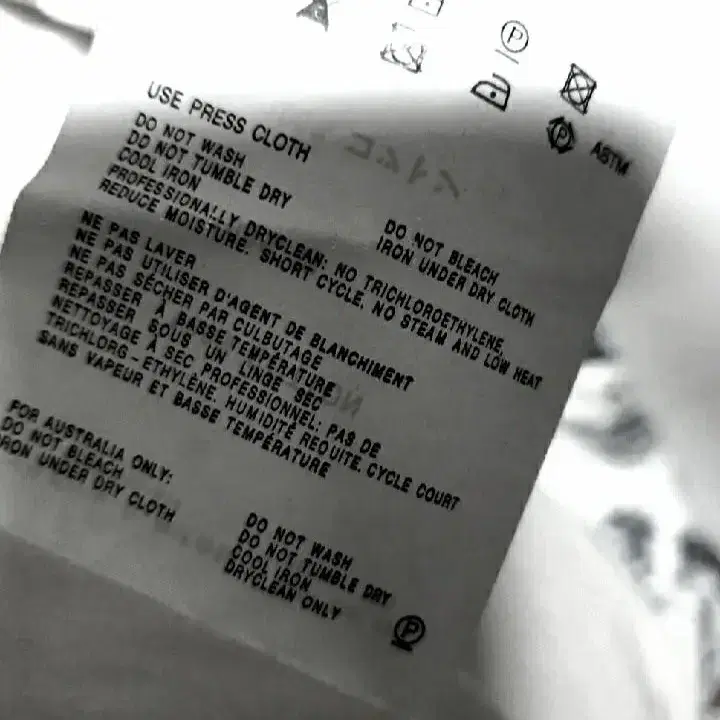 P
P
ASTM
USE PRESS CLOTH
DO NOT WASH
DO NOT TUMBLE DRY
DO NOT BLEACH
COOL IRON
IRON UNDER DRY CLOTH
PROFESSIONALLY DRYCLEAN: NO TRICHLOROETHYLENE,
REDUCE MOISTURE. SHORT CYCLE. NO STEAM AND LOW HEAT
NE PAS LAVER
NE PAS UTILISER D'AGENT DE BLANCHIMENT
NE PAS SÉCHER PAR CULBUTAGE
REPASSER À BASSE TEMPÉRATURE
REPASSER SOUS UN LINGE SEC
NETTOYAGE À SEC PROFESSIONNEL: PAS DE
TRICHLORG-ÉTHYLÈNE. HUMIDITÉ REQUITE. CYCLE COURT
SANS VAPEUR ET BASSE TEMPÉRATURE
FOR AUSTRALIA ONLY:
DO NOT BLEACH
IRON UNDER DRY CLOTH
DO NOT WASH
DO NOT TUMBLE DRY
COOL IRON
DRYCLEAN ONLY
P